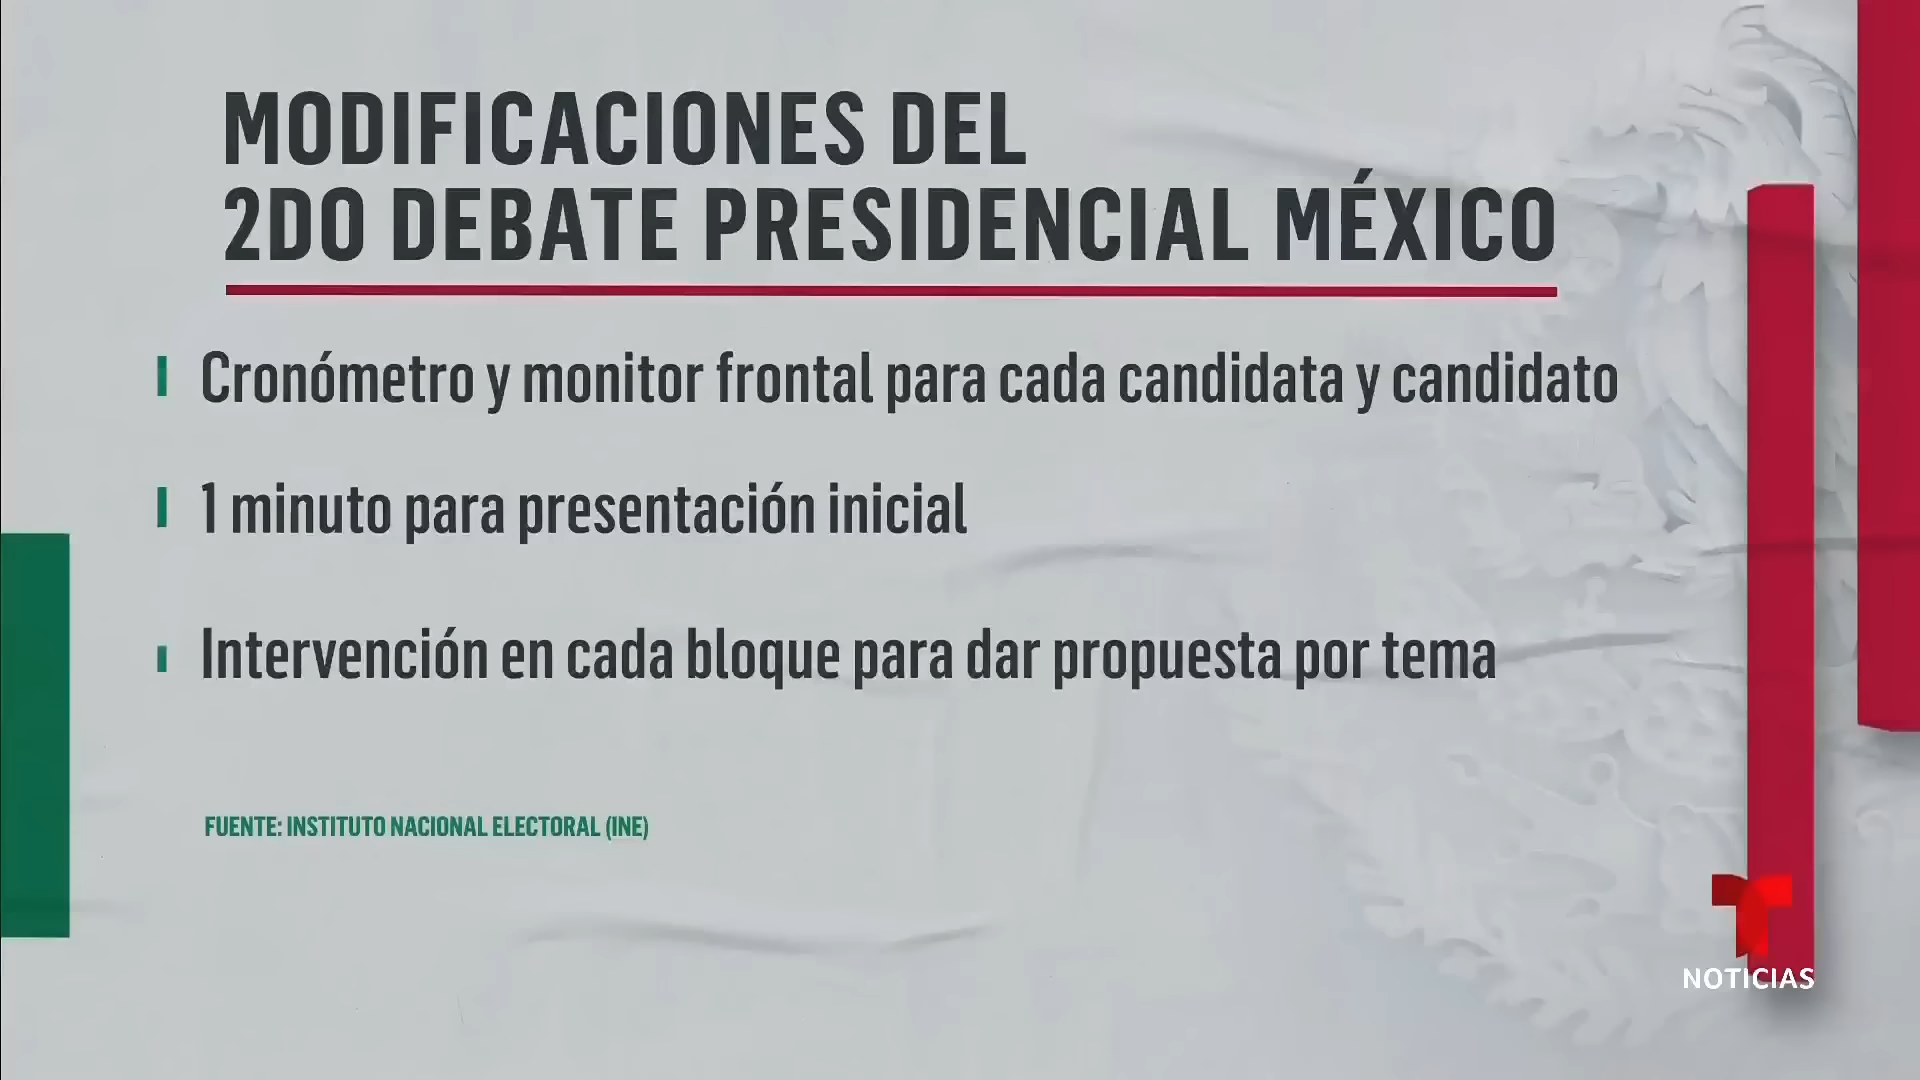 MODIFICACIONES DEL
2DO DEBATE PRESIDENCIAL MÉXICO
Cronómetro y monitor frontal para cada candidata y candidato
1 minuto para presentación inicial
Intervención en cada bloque para dar propuesta por tema
FUENTE: INSTITUTO NACIONAL ELECTORAL (INE)
NOTICIAS